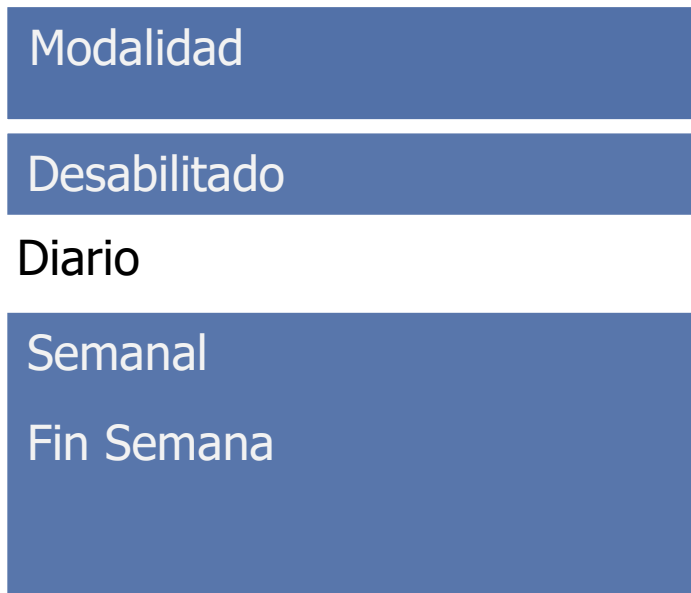 Modalidad
Desabilitado
Diario
Semanal
Fin Semana